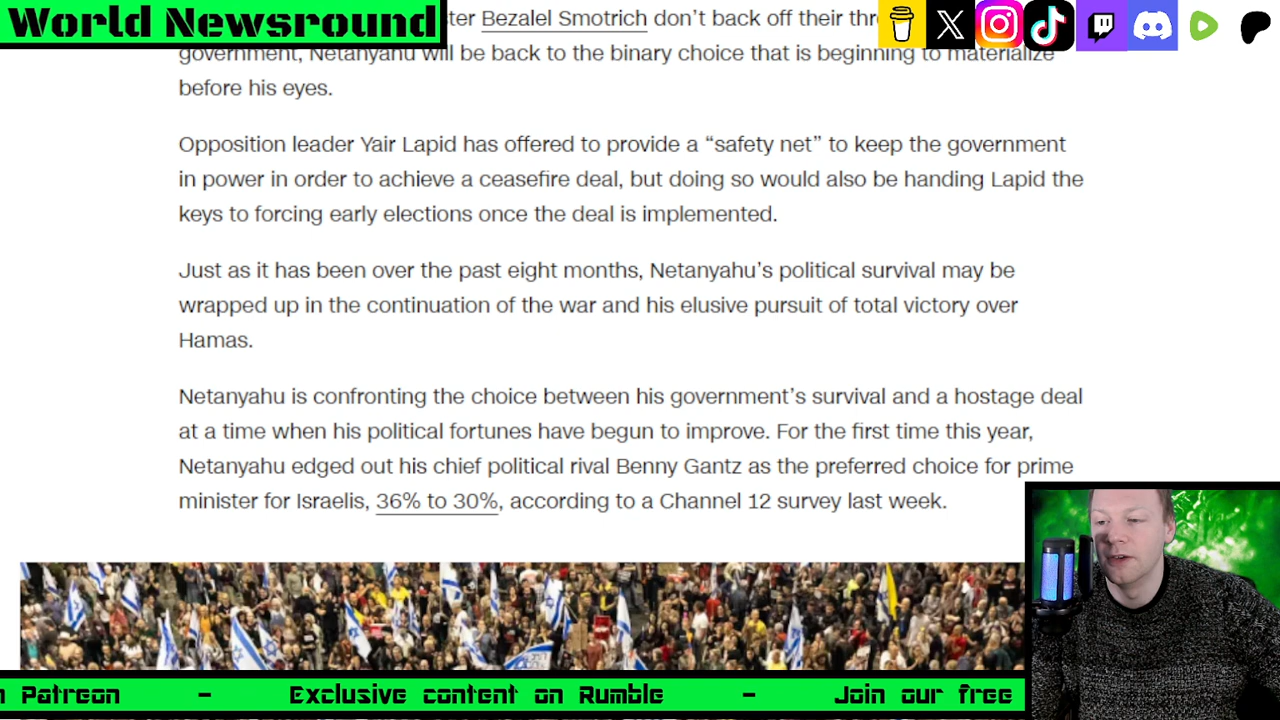 World Newsround
ter Bezalel Smotrich don’t back off their thr
government, Netanyahu will be back to the binary choice that is beginning to materialize
before his eyes.
Opposition leader Yair Lapid has offered to provide a “safety net” to keep the government
in power in order to achieve a ceasefire deal, but doing so would also be handing Lapid the
keys to forcing early elections once the deal is implemented.
Just as it has been over the past eight months, Netanyahu’s political survival may be
wrapped up in the continuation of the war and his elusive pursuit of total victory over
Hamas.
Netanyahu is confronting the choice between his government’s survival and a hostage deal
at a time when his political fortunes have begun to improve. For the first time this year,
Netanyahu edged out his chief political rival Benny Gantz as the preferred choice for prime
minister for Israelis, 36% to 30%, according to a Channel 12 survey last week.
n Patreon - Exclusive content on Rumble - Join our free